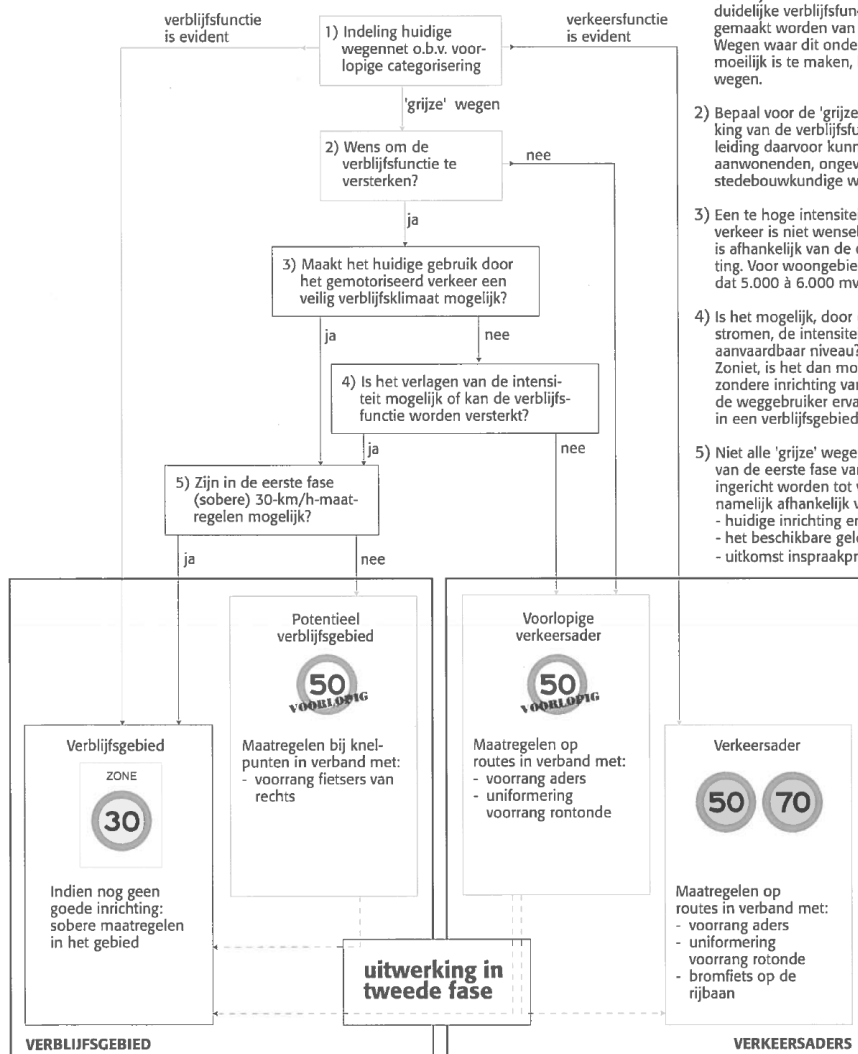 verblijfsfunctie
is evident
1) Indeling huidige
wegennet o.b.v. voor-
lopige categorisering
verkeersfunctie
is evident
'grijze' wegen
2) Wens om de
verblijfsfunctie te
versterken?
nee
ja
3) Maakt het huidige gebruik door
het gemotoriseerd verkeer een
veilig verblijfsklimaat mogelijk?
ja
nee
4) Is het verlagen van de intensi-
teit mogelijk of kan de verblijfs-
functie worden versterkt?
ja
nee
5) Zijn in de eerste fase
(sobere) 30-km/h-maat-
regelen mogelijk?
ja
nee
duidelijke verblijfsfun
gemaakt worden van
Wegen waar dit onde
moeilijk is te maken,
wegen.
2) Bepaal voor de 'grijze
king van de verblijfsfu
leiding daarvoor kunn
aanwonenden, ongev
stedebouwkundige w
3) Een te hoge intensite
verkeer is niet wensel
is afhankelijk van de
ting. Voor woongebie
dat 5.000 à 6.000 mv
4) Is het mogelijk, door
stromen, de intensite
aanvaardbaar niveau?
Zoniet, is het dan mo
zondere inrichting var
de weggebruiker erva
in een verblijfsgebied
5) Niet alle 'grijze' wege
van de eerste fase var
ingericht worden tot v
namelijk afhankelijk v
- huidige inrichting er
- het beschikbare geld
- uitkomst inspraakpr
Potentieel
verblijfsgebied
50
VOORLOPIG
Maatregelen bij knel-
punten in verband met:
- voorrang fietsers van
rechts
Voorlopige
verkeersader
50
VOORLOPIG
Maatregelen op
routes in verband met:
- voorrang aders
- uniformering
voorrang rontonde
Verblijfsgebied
ZONE
30
Indien nog geen
goede inrichting:
sobere maatregelen
in het gebied
Verkeersader
50 70
Maatregelen op
routes in verband met:
- voorrang aders
- uniformering
voorrang rotonde
- bromfiets op de
rijbaan
uitwerking in
tweede fase
VERBLIJFSGEBIED
VERKEERSADERS